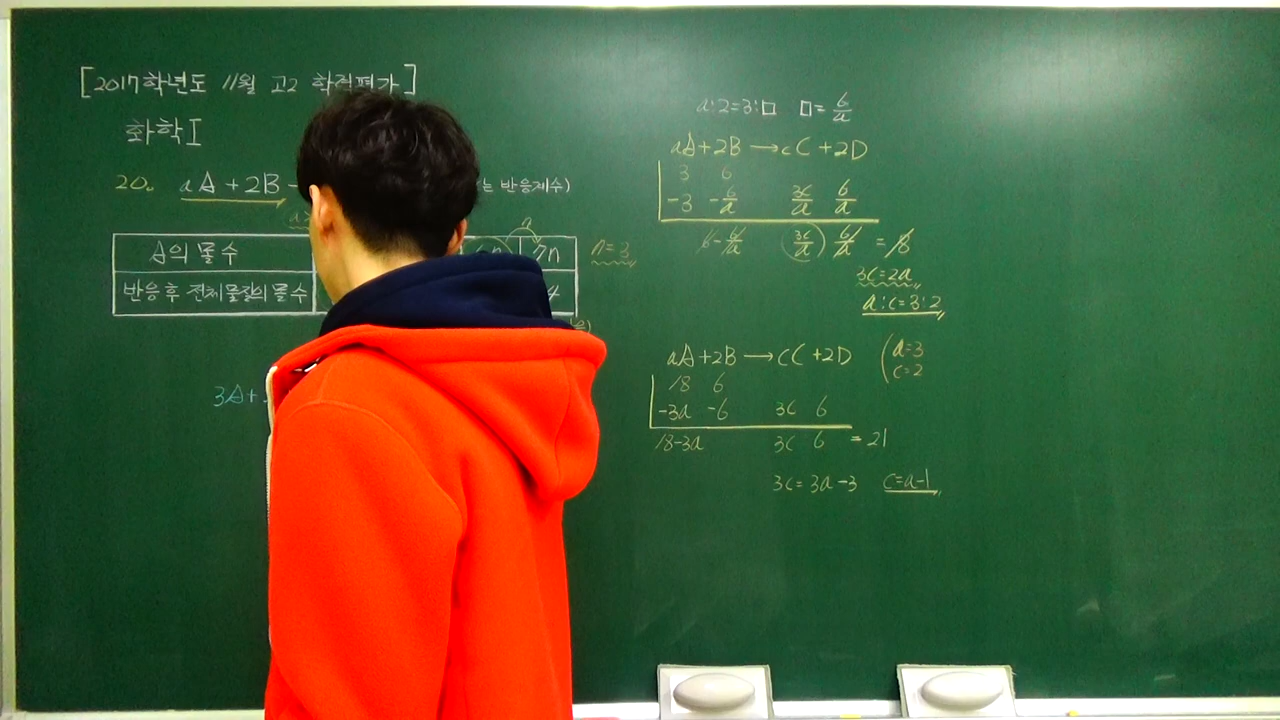 [2017학년도 11월 고2 학력평가]
화학I
20. aA + 2B
는 반응계수)
A의 몰수
7n
n=3
반응 후 전체 물질의 몰수
4
3A+
a:2=3:□ □=6/a
aA+2B→cC+2D
3 6
-3 -6/a 3c/a 6/a
6-6/a 3c/a 6/a =8
3c=2a
a:c=3:2
aA+2B→cC+2D
a=3
c=2
18 6
-3a -6 3c 6
18-3a 3c 6 =21
3c=3a-3 c=a-1